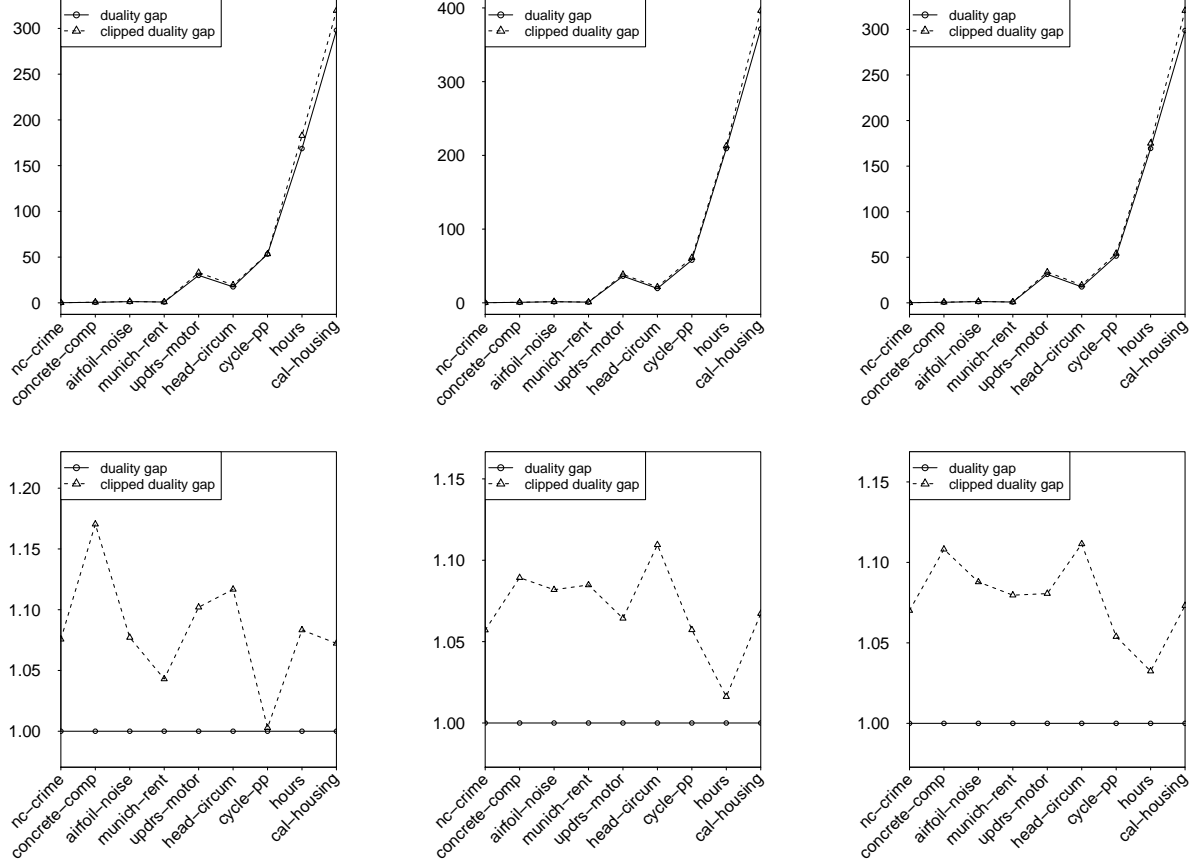 duality gap
clipped duality gap
300
250
200
150
100
50
0
nc−crime
concrete−comp
airfoil−noise
munich−rent
updrs−motor
head−circum
cycle−pp
hours
cal−housing
duality gap
clipped duality gap
400
300
200
100
0
nc−crime
concrete−comp
airfoil−noise
munich−rent
updrs−motor
head−circum
cycle−pp
hours
cal−housing
duality gap
clipped duality gap
300
250
200
150
100
50
0
nc−crime
concrete−comp
airfoil−noise
munich−rent
updrs−motor
head−circum
cycle−pp
hours
cal−housing
duality gap
clipped duality gap
1.20
1.15
1.10
1.05
1.00
nc−crime
concrete−comp
airfoil−noise
munich−rent
updrs−motor
head−circum
cycle−pp
hours
cal−housing
duality gap
clipped duality gap
1.15
1.10
1.05
1.00
nc−crime
concrete−comp
airfoil−noise
munich−rent
updrs−motor
head−circum
cycle−pp
hours
cal−housing
duality gap
clipped duality gap
1.15
1.10
1.05
1.00
nc−crime
concrete−comp
airfoil−noise
munich−rent
updrs−motor
head−circum
cycle−pp
hours
cal−housing